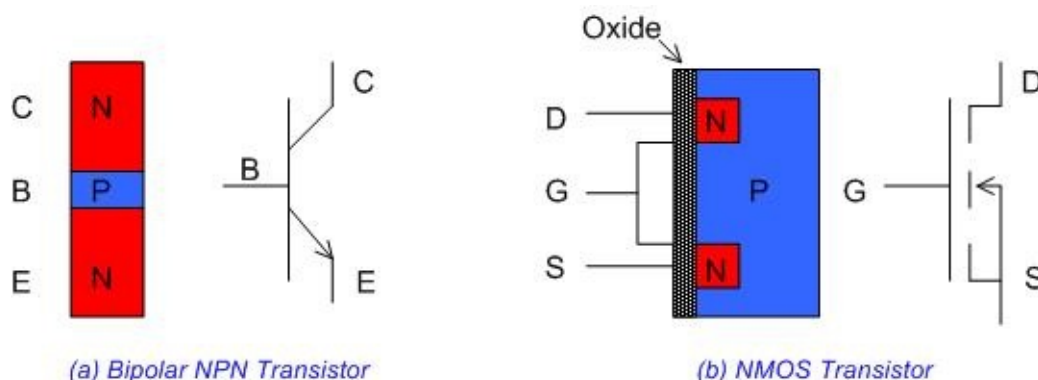 Oxide
C
N
C
B
P
B
E
N
E
D
N
G
P
S
N
D
G
S
(a) Bipolar NPN Transistor
(b) NMOS Transistor